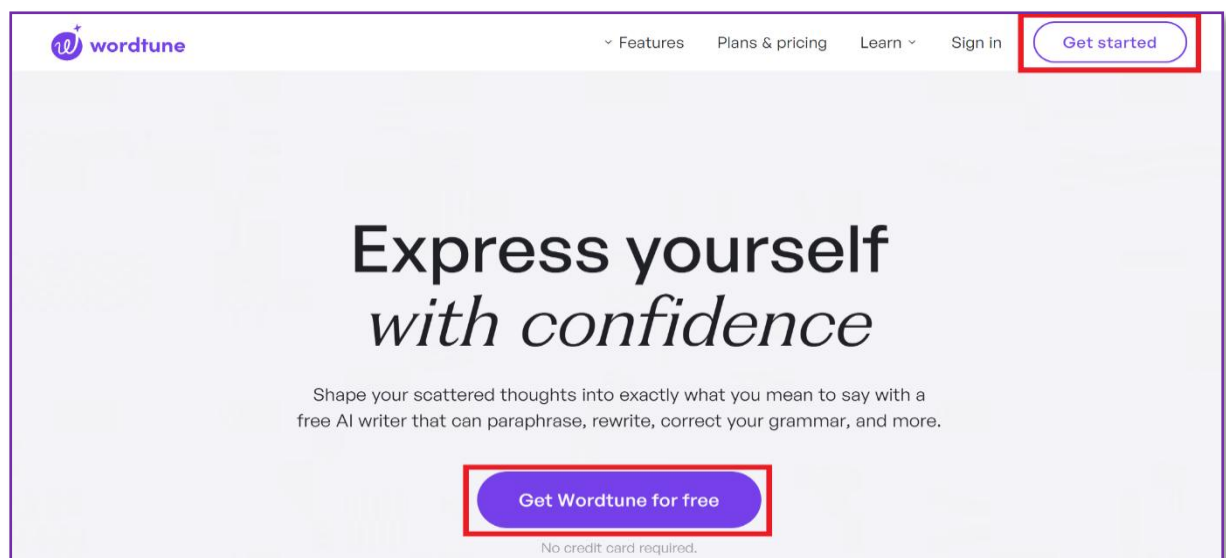 wordtune
Features Plans & pricing Learn Sign in Get started
Express yourself
with confidence
Shape your scattered thoughts into exactly what you mean to say with a
free AI writer that can paraphrase, rewrite, correct your grammar, and more.
Get Wordtune for free
No credit card required.